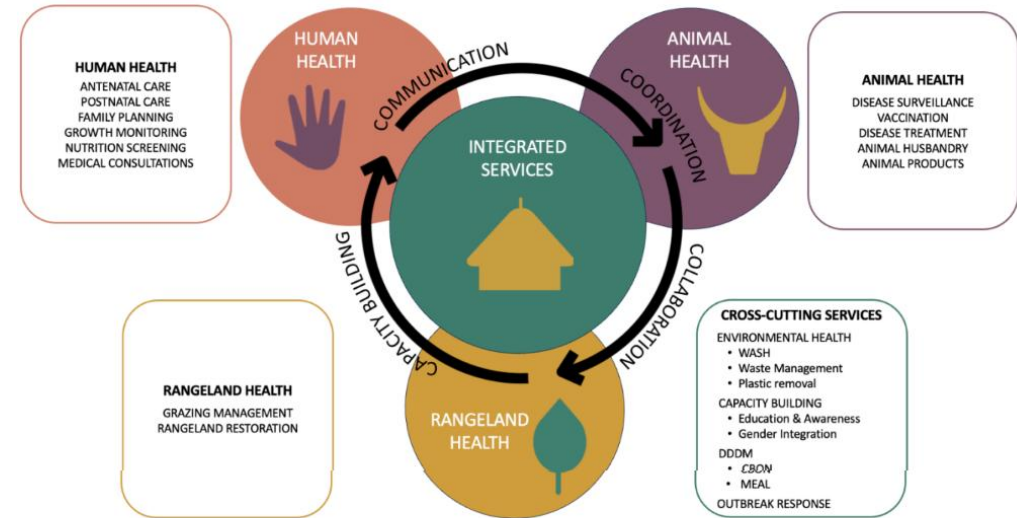 HUMAN HEALTH
ANTENATAL CARE
POSTNATAL CARE
FAMILY PLANNING
GROWTH MONITORING
NUTRITION SCREENING
MEDICAL CONSULTATIONS
HUMAN
HEALTH
COMMUNICATION
ANIMAL
HEALTH
COORDINATION
ANIMAL HEALTH
DISEASE SURVEILLANCE
VACCINATION
DISEASE TREATMENT
ANIMAL HUSBANDRY
ANIMAL PRODUCTS
INTEGRATED
SERVICES
CAPACITY BUILDING
COLLABORATION
RANGELAND HEALTH
GRAZING MANAGEMENT
RANGELAND RESTORATION
RANGELAND
HEALTH
CROSS-CUTTING SERVICES
ENVIRONMENTAL HEALTH
• WASH
• Waste Management
• Plastic removal
CAPACITY BUILDING
• Education & Awareness
• Gender Integration
DDDM
• CBDN
• MEAL
OUTBREAK RESPONSE